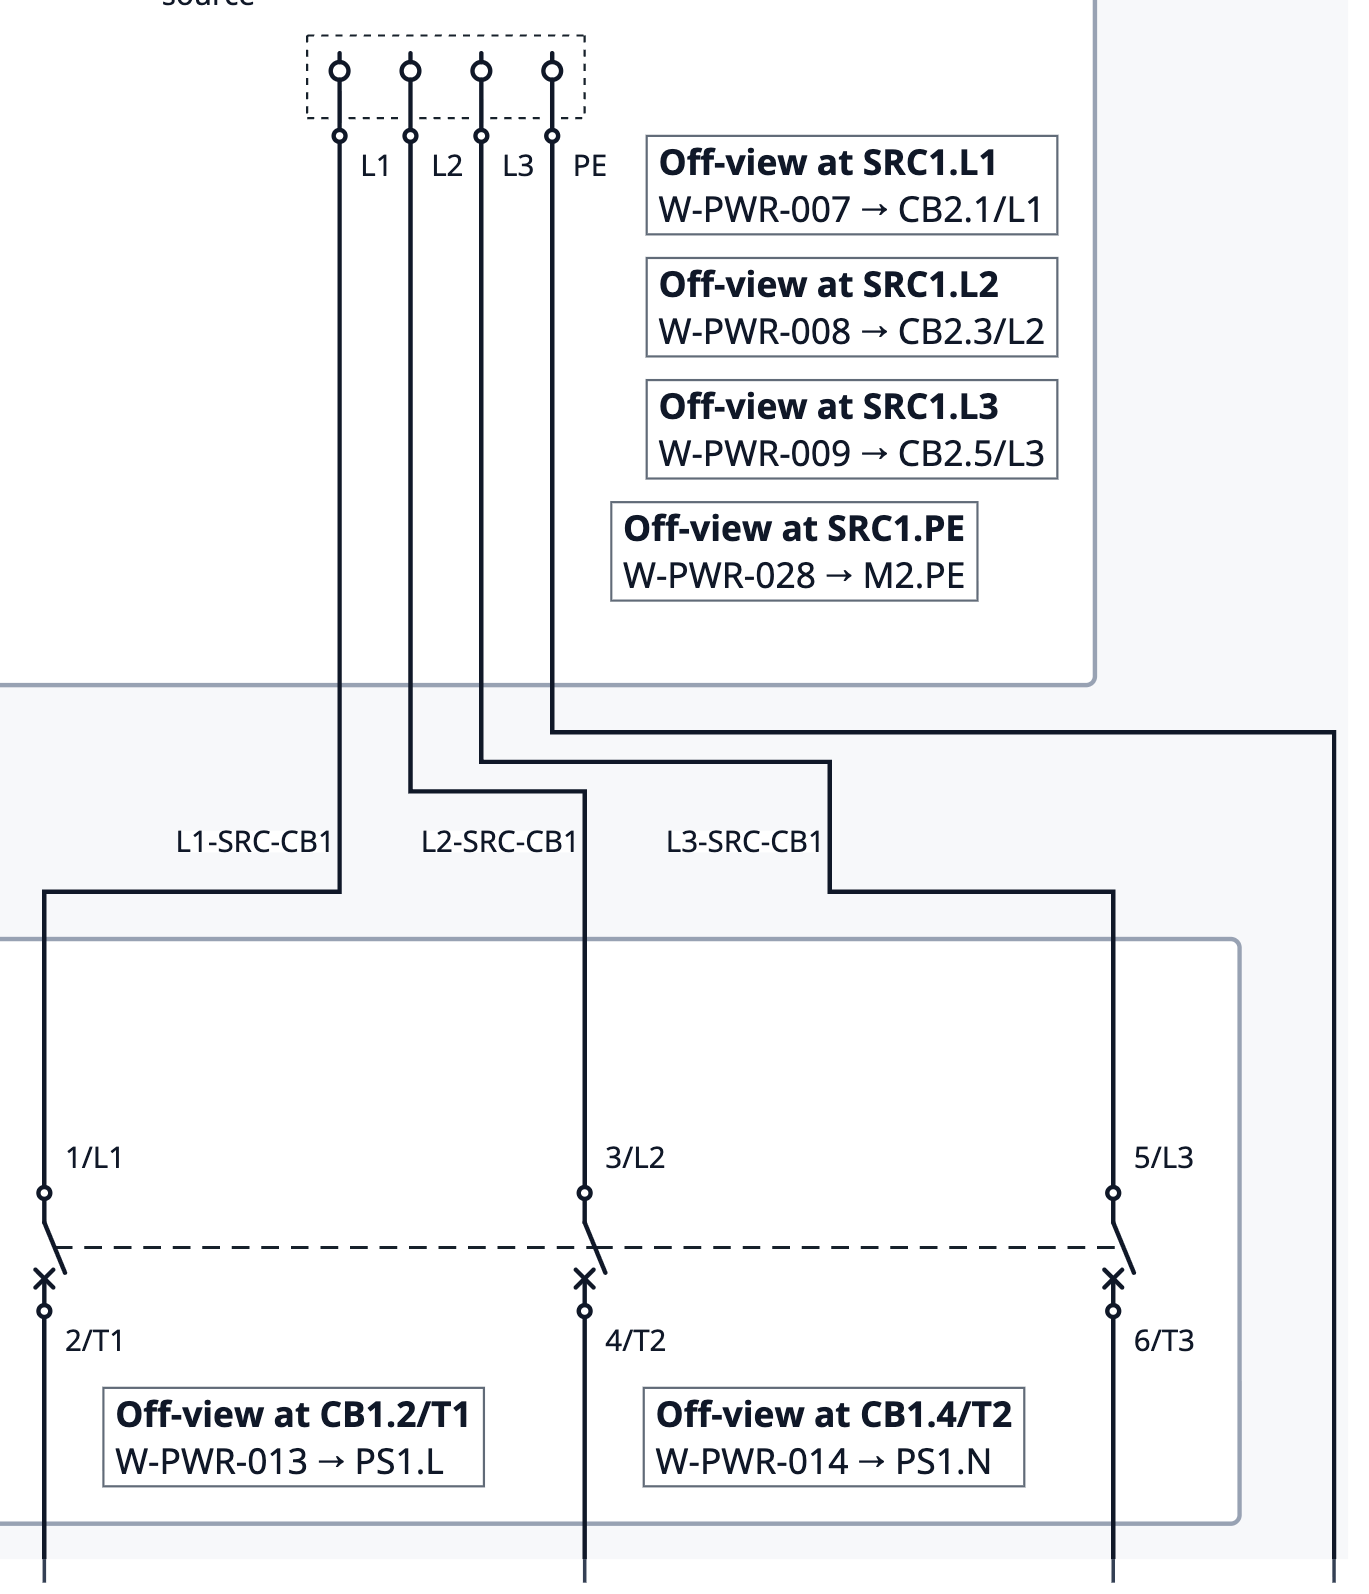 source
L1 L2 L3 PE
Off-view at SRC1.L1
W-PWR-007 → CB2.1/L1
Off-view at SRC1.L2
W-PWR-008 → CB2.3/L2
Off-view at SRC1.L3
W-PWR-009 → CB2.5/L3
Off-view at SRC1.PE
W-PWR-028 → M2.PE
L1-SRC-CB1 L2-SRC-CB1 L3-SRC-CB1
1/L1 3/L2 5/L3
2/T1 4/T2 6/T3
Off-view at CB1.2/T1
W-PWR-013 → PS1.L
Off-view at CB1.4/T2
W-PWR-014 → PS1.N